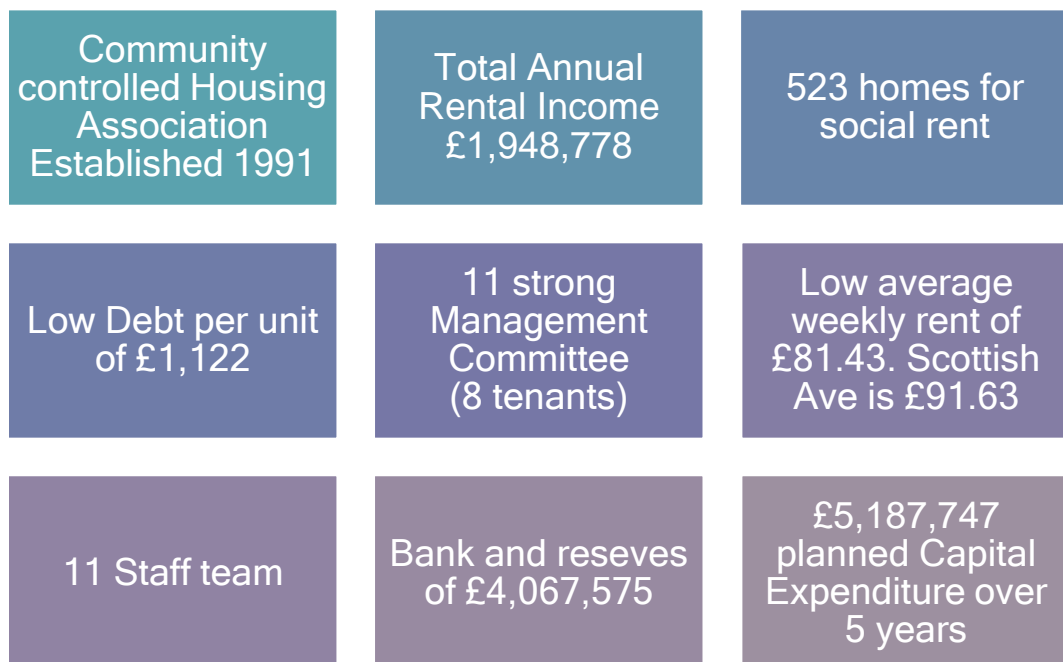 Community
controlled Housing
Association
Established 1991
Total Annual
Rental Income
£1,948,778
523 homes for
social rent
Low Debt per unit
of £1,122
11 strong
Management
Committee
(8 tenants)
Low average
weekly rent of
£81.43. Scottish
Ave is £91.63
11 Staff team
Bank and reseves
of £4,067,575
£5,187,747
planned Capital
Expenditure over
5 years